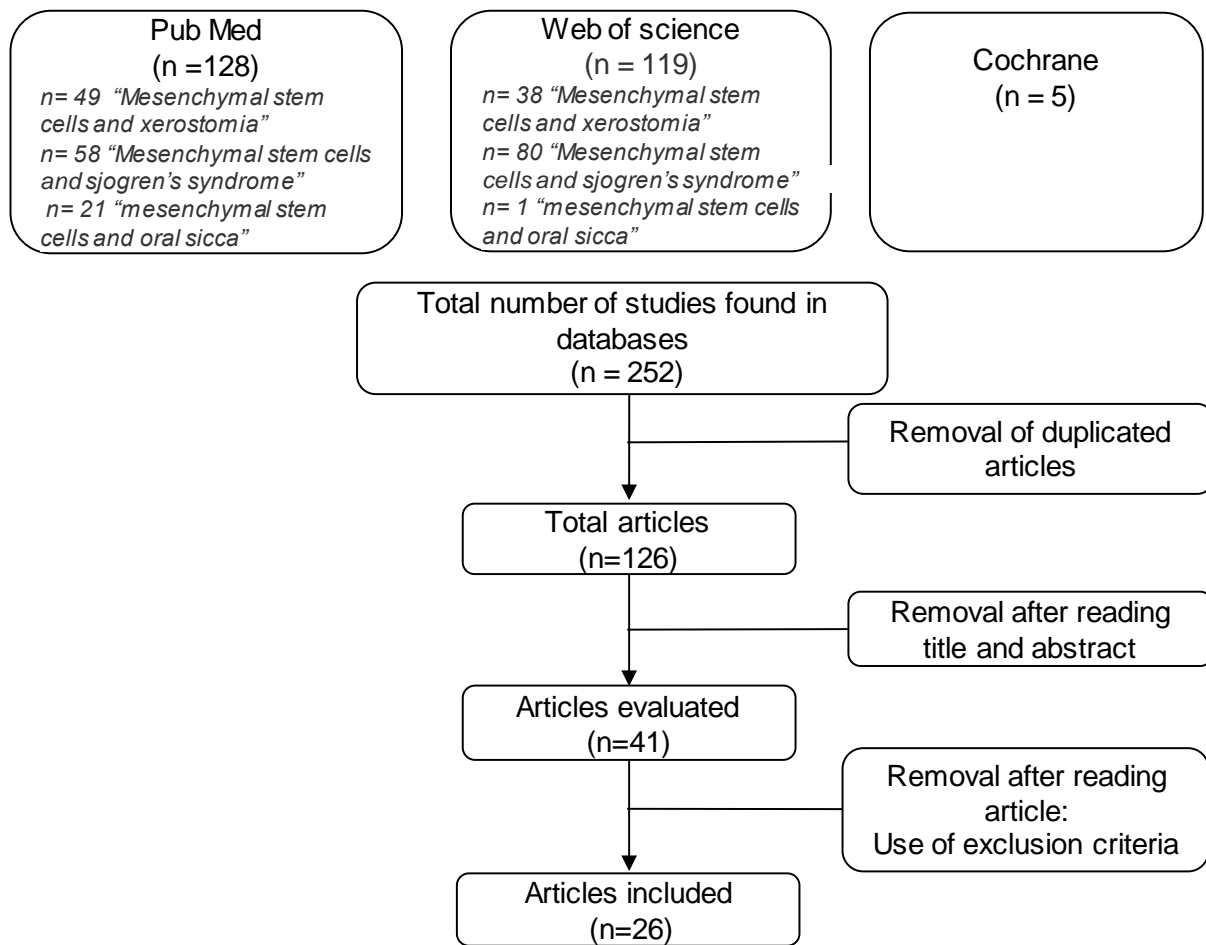 Pub Med
(n =128)
n= 49 “Mesenchymal stem
cells and xerostomia”
n= 58 “Mesenchymal stem cells
and sjogren’s syndrome”
n= 21 “mesenchymal stem
cells and oral sicca”
Web of science
(n = 119)
n= 38 “Mesenchymal stem
cells and xerostomia”
n= 80 “Mesenchymal stem
cells and sjogren’s syndrome”
n= 1 “mesenchymal stem cells
and oral sicca”
Cochrane
(n = 5)
Total number of studies found in
databases
(n = 252)
Removal of duplicated
articles
Total articles
(n=126)
Removal after reading
title and abstract
Articles evaluated
(n=41)
Removal after reading
article:
Use of exclusion criteria
Articles included
(n=26)